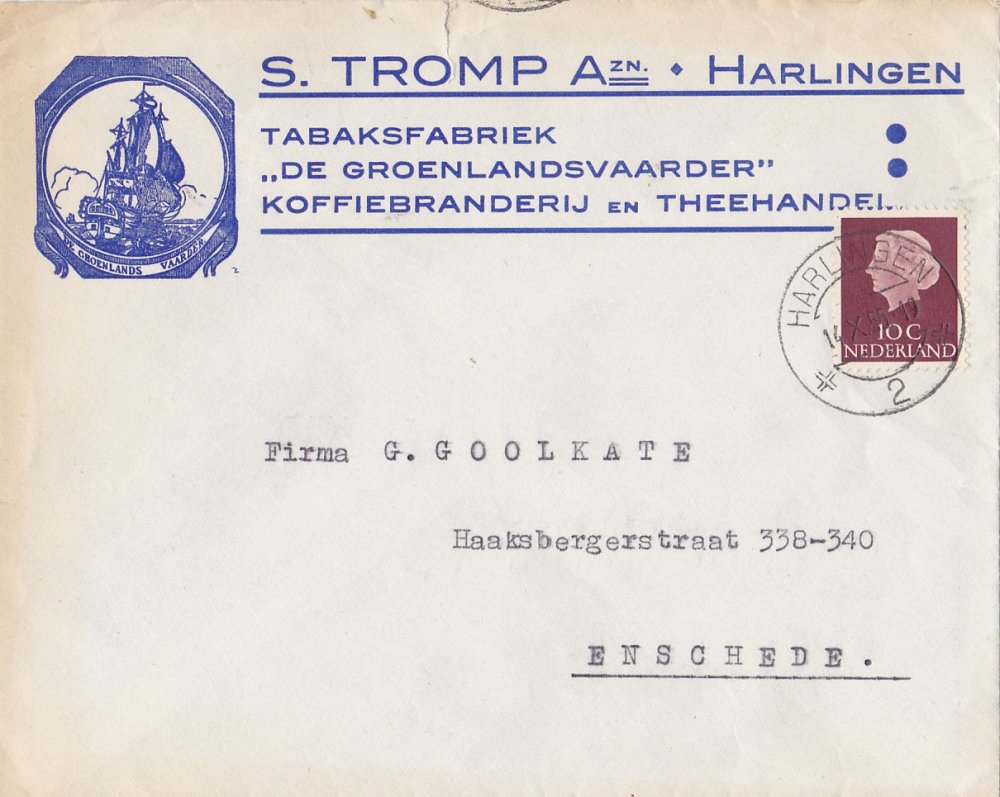 S. TROMP AZN. • HARLINGEN
TABAKSFABRIEK
„DE GROENLANDSVAARDER”
KOFFIEBRANDERIJ EN THEEHANDEL
DE GROENLANDS VAARDER
HARLINGEN
10 C
NEDERLAND
2
Firma G. GOOLKATE
Haaksbergerstraat 338-340
ENSCHEDE.